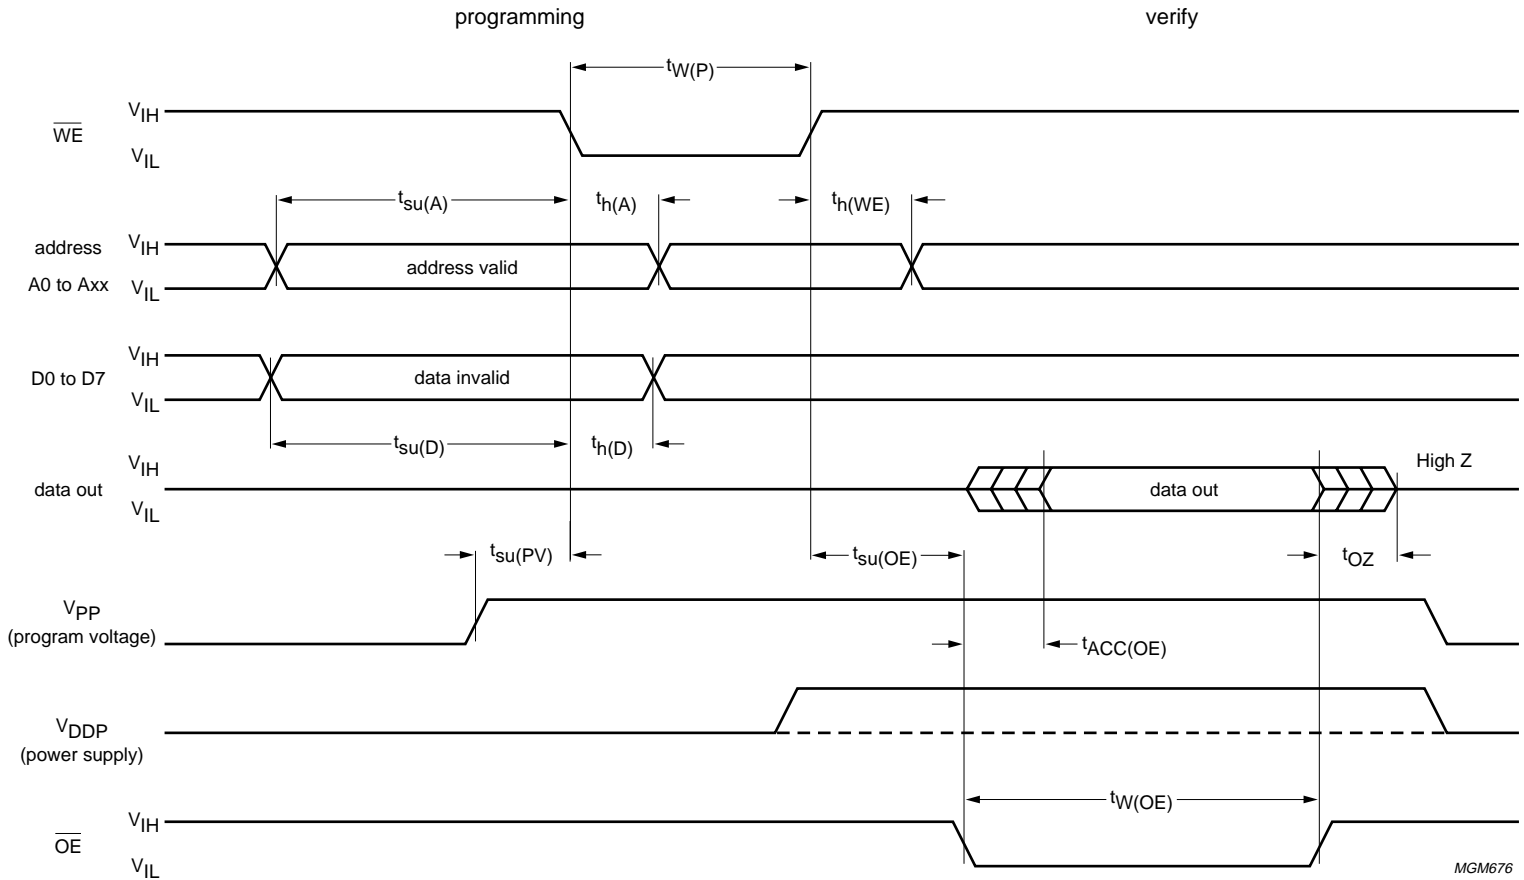 programming verify
tW(P)
VIH
WE
VIL
tsu(A) th(A) th(WE)
address VIH
address valid
A0 to Axx VIL
VIH
D0 to D7 data invalid
VIL
tsu(D) th(D)
VIH High Z
data out data out
VIL
tsu(PV) tsu(OE) tOZ
VPP
(program voltage)
tACC(OE)
VDDP
(power supply)
tW(OE)
VIH
OE
VIL
MGM676